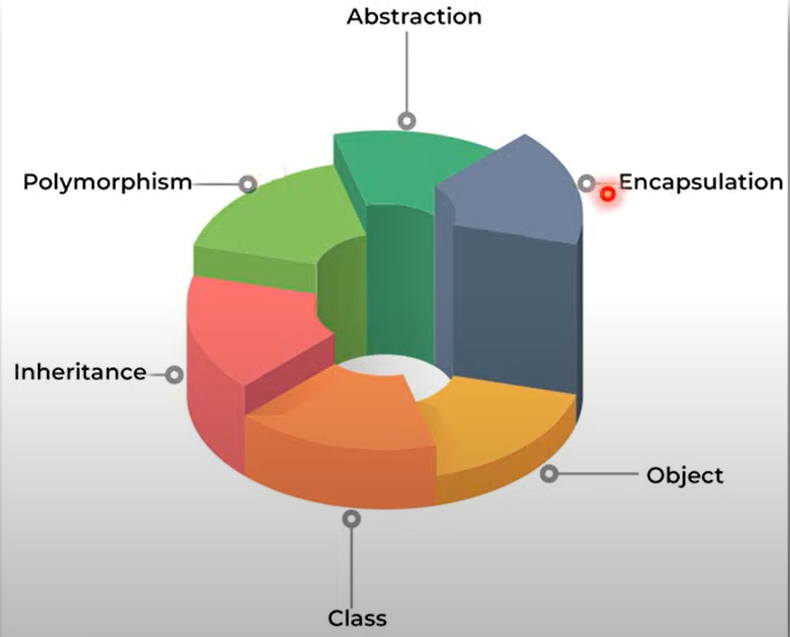 Abstraction
Polymorphism
Encapsulation
Inheritance
Object
Class